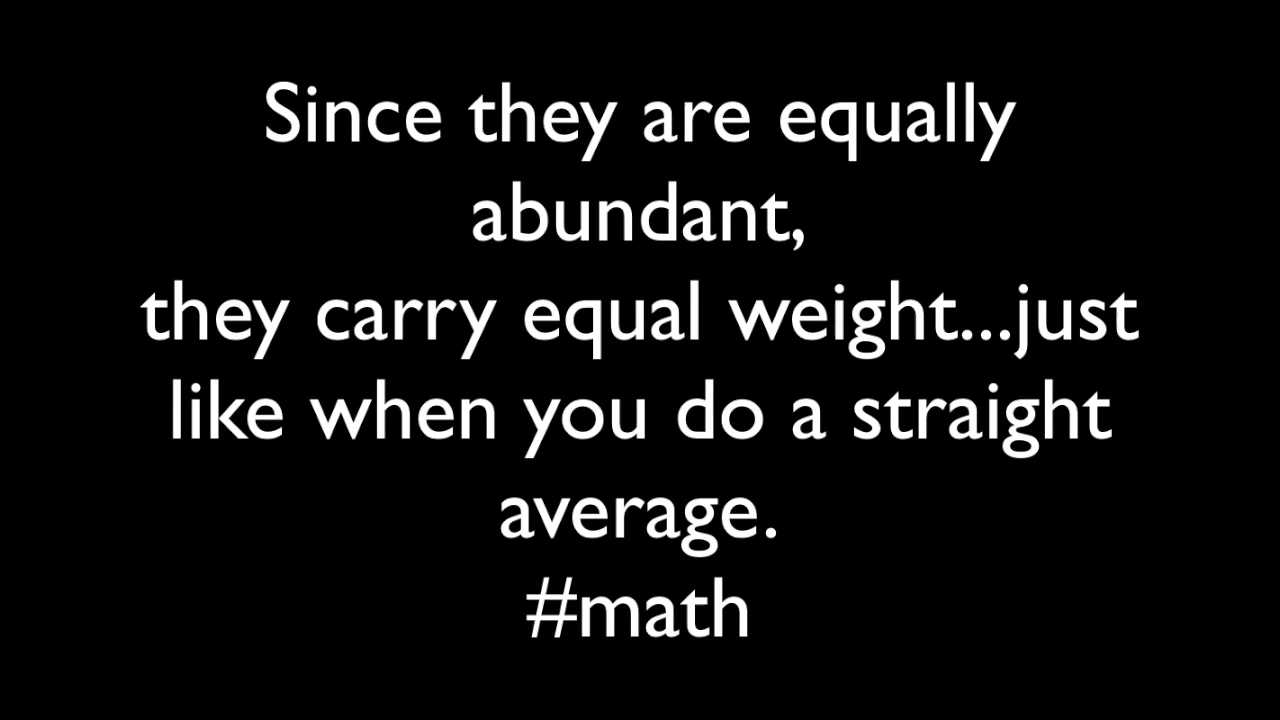 Since they are equally
abundant,
they carry equal weight...just
like when you do a straight
average.
#math